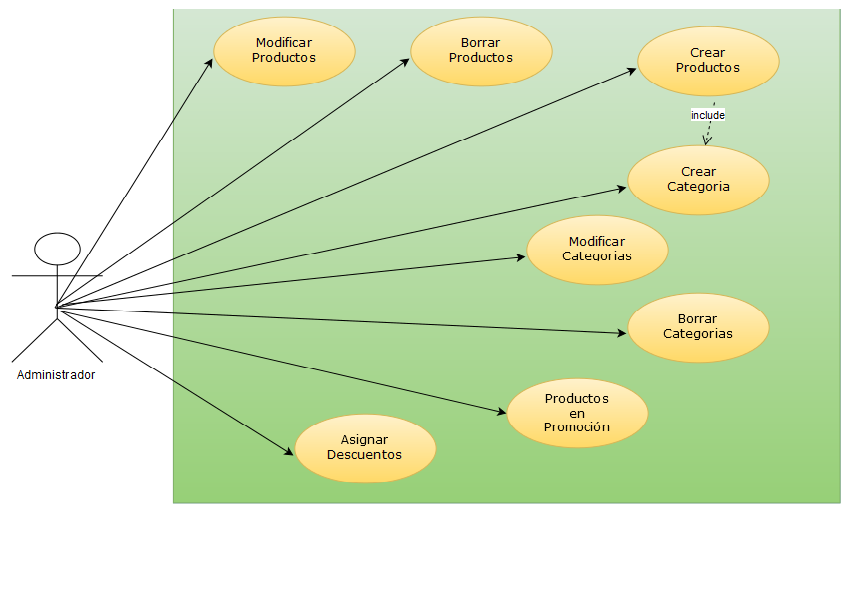 Modificar
Productos
Borrar
Productos
Crear
Productos
include
Crear
Categoria
Modificar
Categorias
Borrar
Categorias
Administrador
Productos
en
Promoción
Asignar
Descuentos